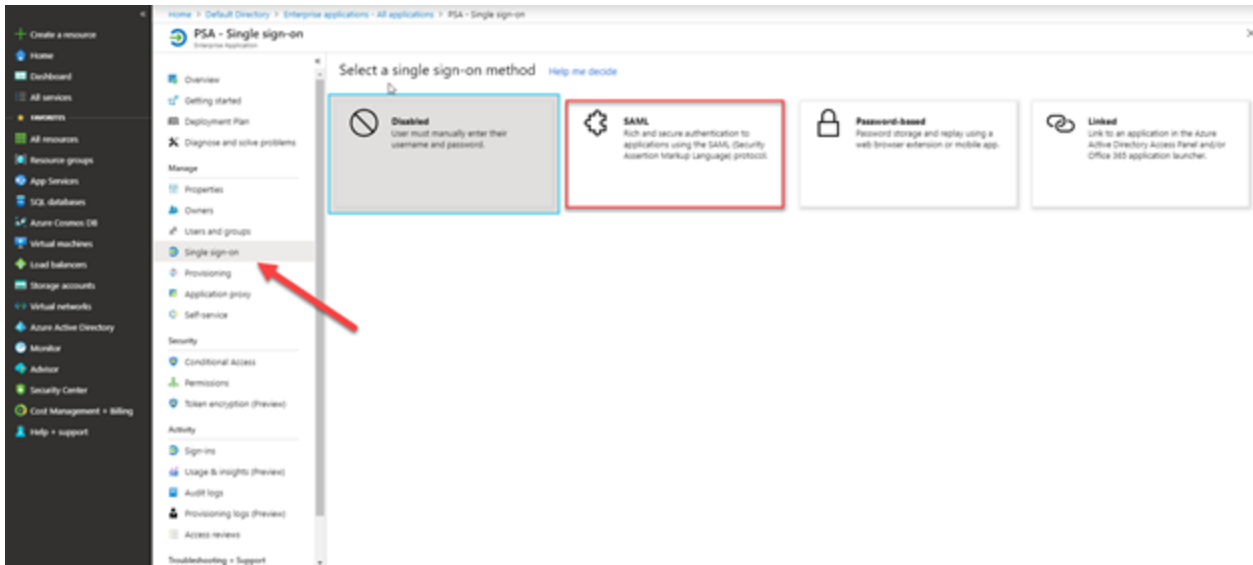 Home > Default Directory > Enterprise applications - All applications > PSA - Single sign-on
PSA - Single sign-on
Enterprise Application
Create a resource
Home
Dashboard
All services
FAVORITES
All resources
Resource groups
App Services
SQL databases
Azure Cosmos DB
Virtual machines
Load balancers
Storage accounts
Virtual networks
Azure Active Directory
Monitor
Advisor
Security Center
Cost Management + Billing
Help + support
Overview
Getting started
Deployment Plan
Diagnose and solve problems
Manage
Properties
Owners
Users and groups
Single sign-on
Provisioning
Application proxy
Self-service
Security
Conditional Access
Permissions
Token encryption (Preview)
Activity
Sign-ins
Usage & insights (Preview)
Audit logs
Provisioning logs (Preview)
Access reviews
Troubleshooting + Support
Select a single sign-on method Help me decide
Disabled
User must manually enter their
username and password.
SAML
Rich and secure authentication to
applications using the SAML (Security
Assertion Markup Language) protocol.
Password-based
Password storage and replay using a
web browser extension or mobile app.
Linked
Link to an application in the Azure
Active Directory Access Panel and/or
Office 365 application launcher.